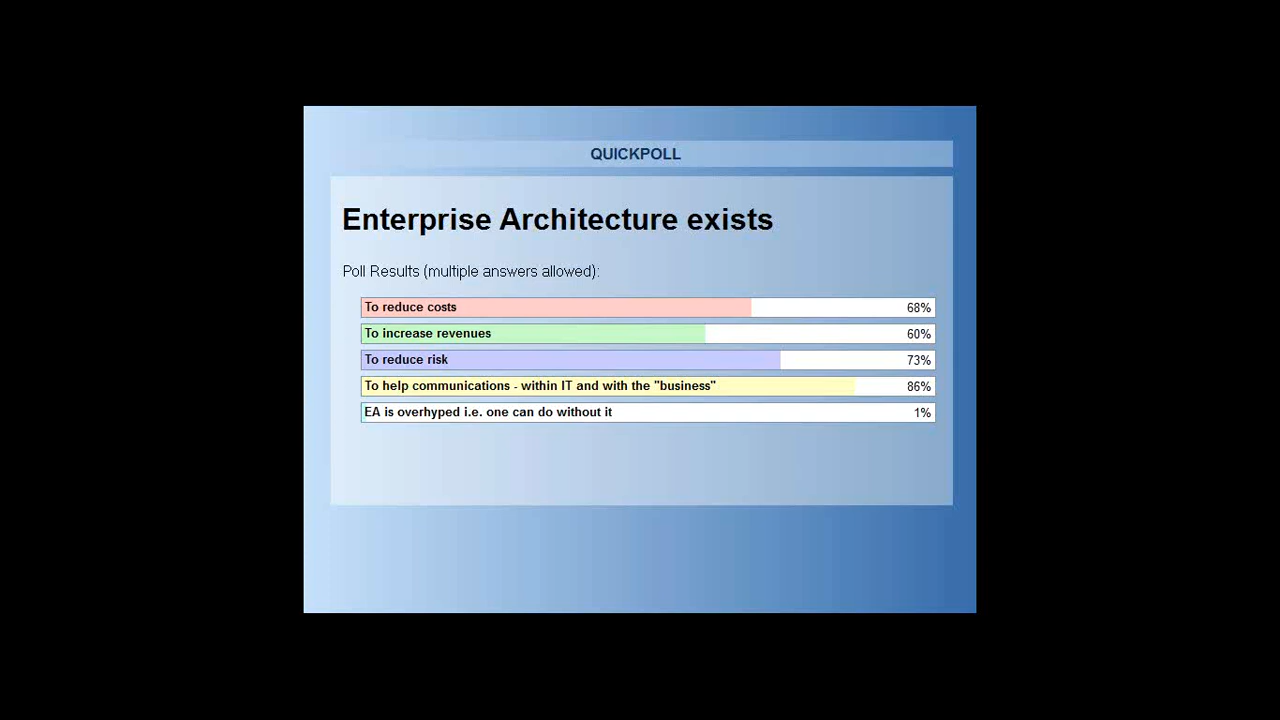 QUICKPOLL
Enterprise Architecture exists
Poll Results (multiple answers allowed):
To reduce costs 68%
To increase revenues 60%
To reduce risk 73%
To help communications - within IT and with the "business" 86%
EA is overhyped i.e. one can do without it 1%